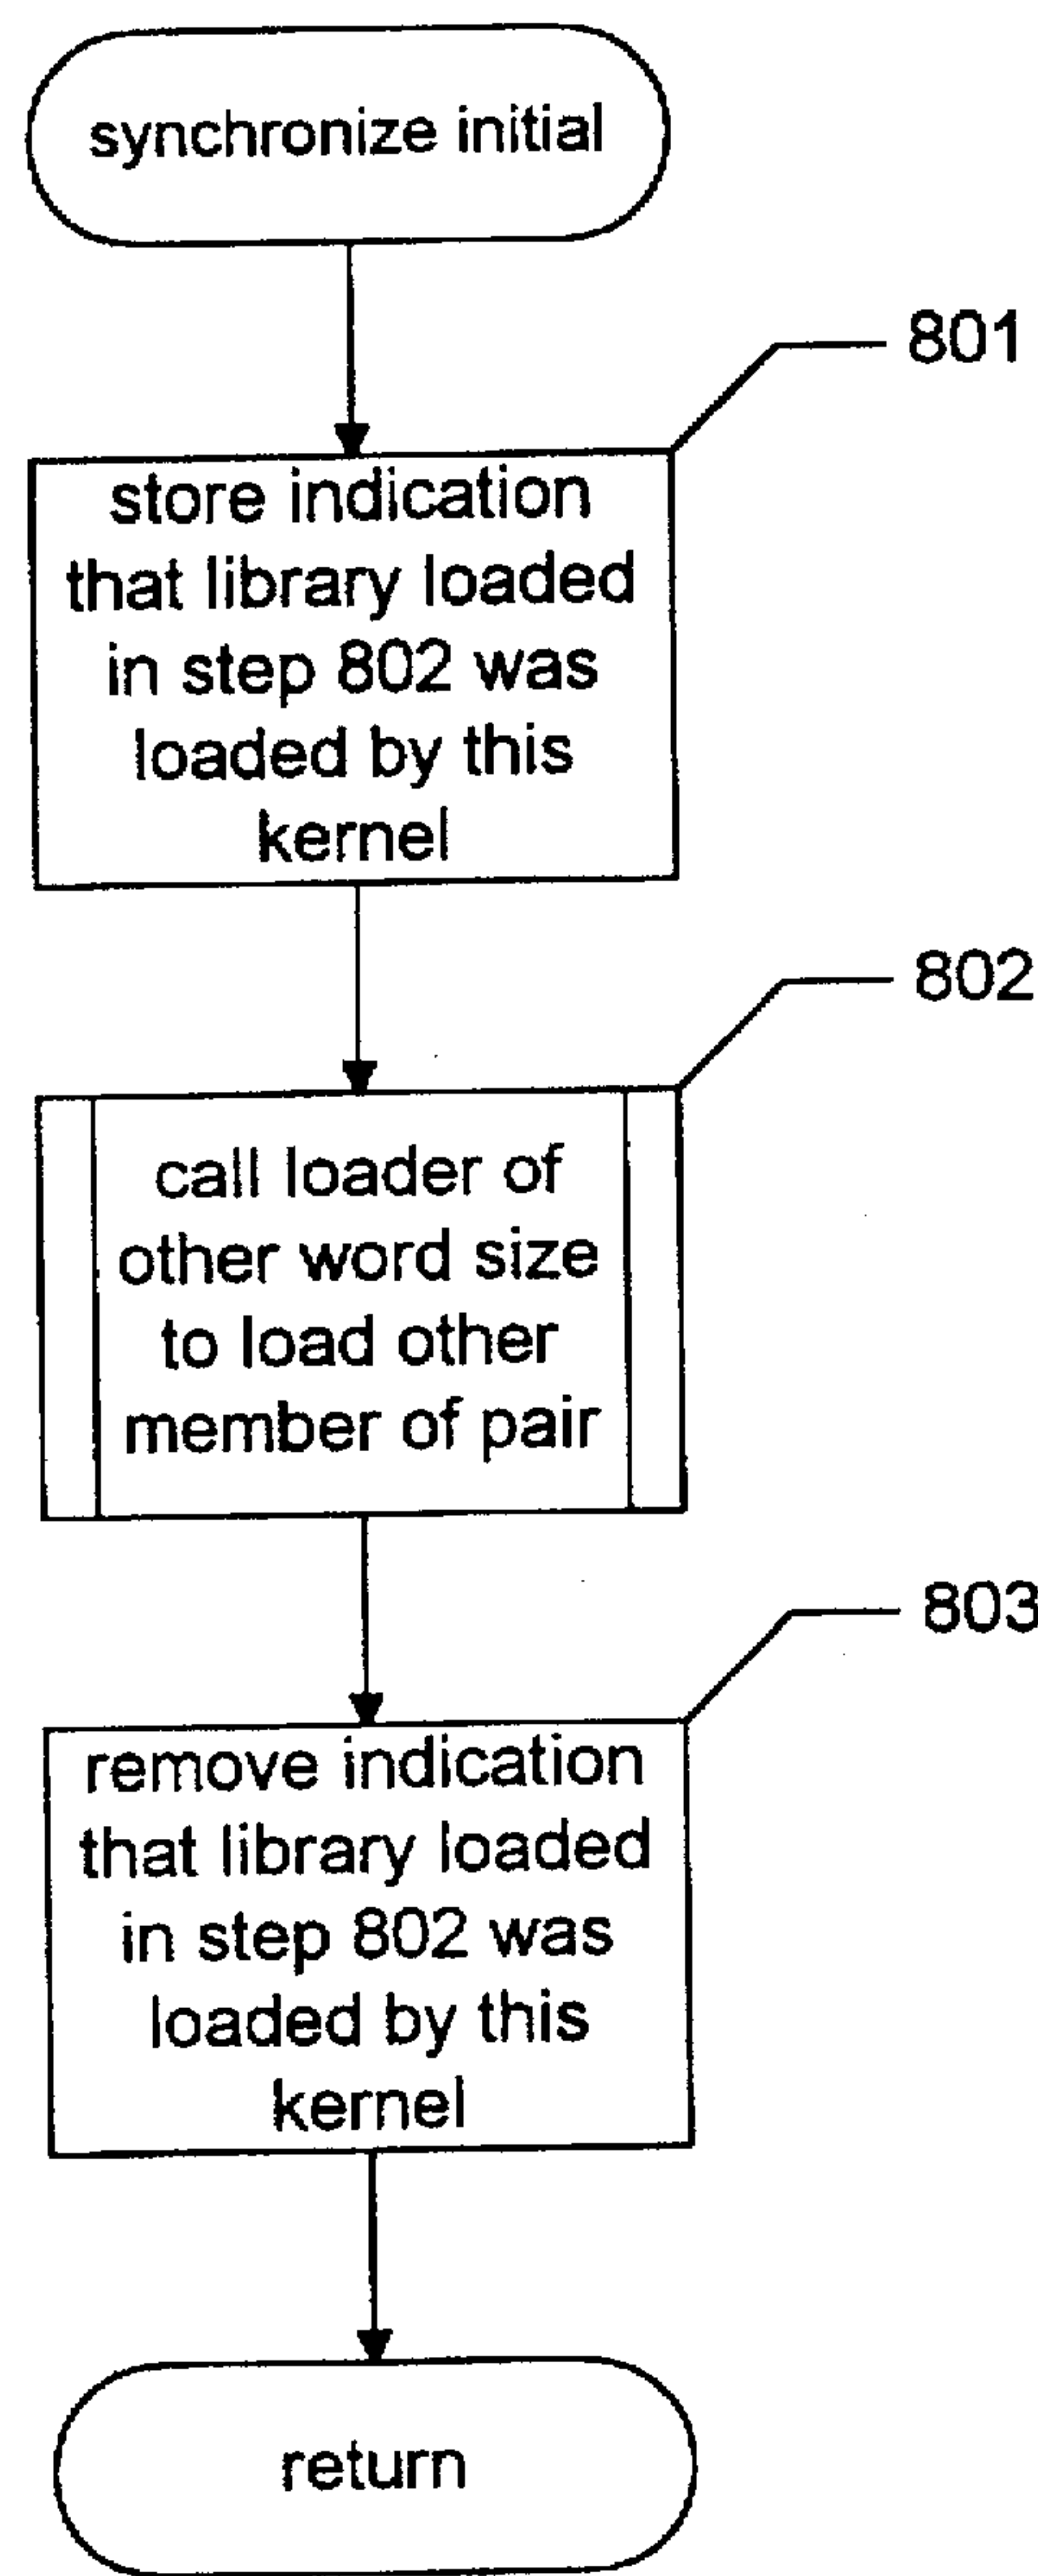 synchronize initial
801
store indication
that library loaded
in step 802 was
loaded by this
kernel
802
call loader of
other word size
to load other
member of pair
803
remove indication
that library loaded
in step 802 was
loaded by this
kernel
return